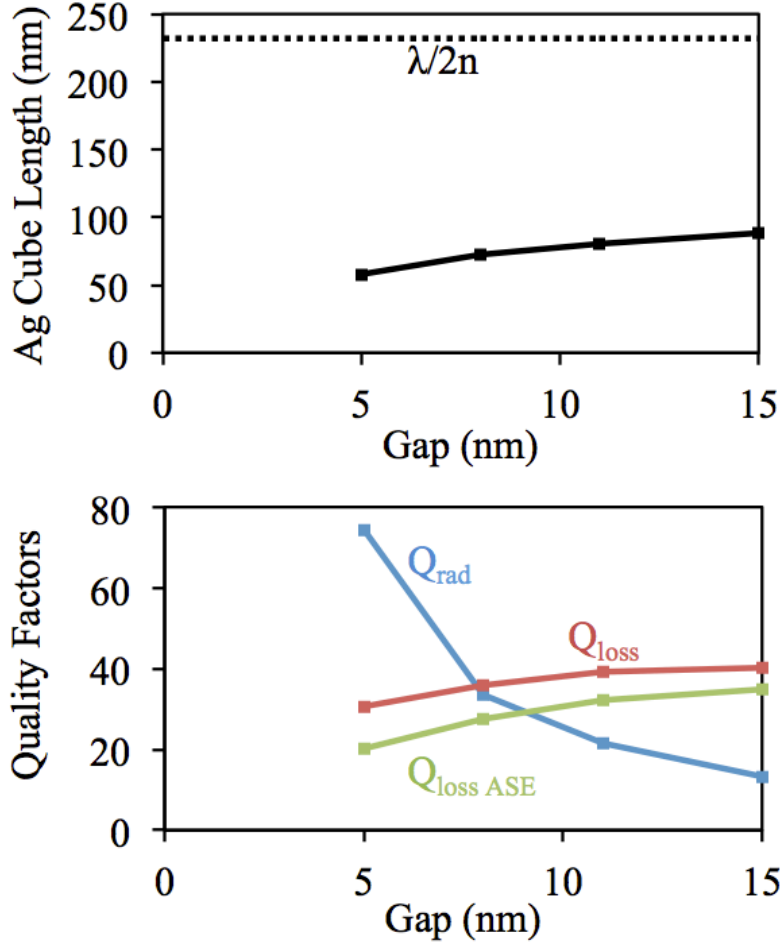 Ag Cube Length (nm)
250
200
150
100
50
0
λ/2n
0 5 10 15
Gap (nm)
Quality Factors
80
60
40
20
0
Qrad
Qloss
Qloss ASE
0 5 10 15
Gap (nm)